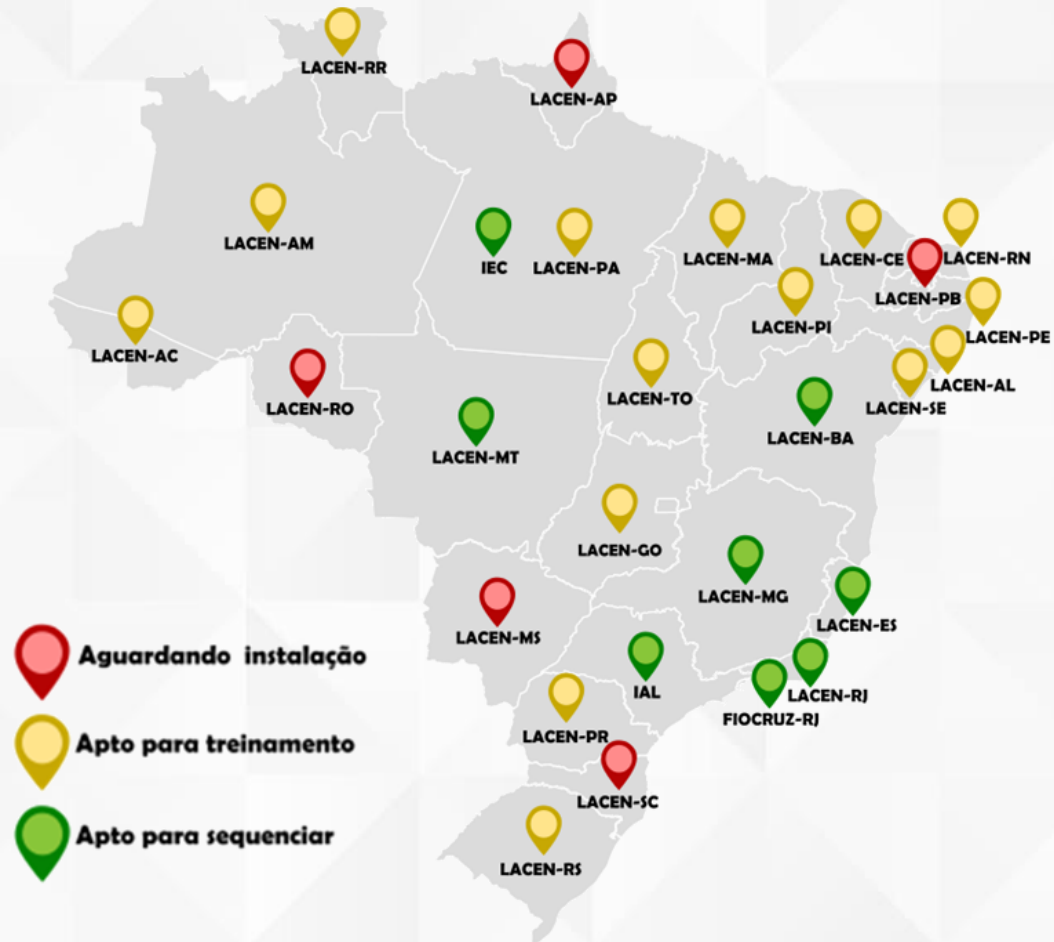 LACEN-RR
LACEN-AP
LACEN-AM
IEC
LACEN-PA
LACEN-MA
LACEN-CE
LACEN-RN
LACEN-PB
LACEN-PI
LACEN-PE
LACEN-AC
LACEN-AL
LACEN-TO
LACEN-RO
LACEN-SE
LACEN-BA
LACEN-MT
LACEN-GO
LACEN-MG
LACEN-ES
LACEN-MS
IAL
LACEN-RJ
FIOCRUZ-RJ
LACEN-PR
LACEN-SC
LACEN-RS
Aguardando instalação
Apto para treinamento
Apto para sequenciar